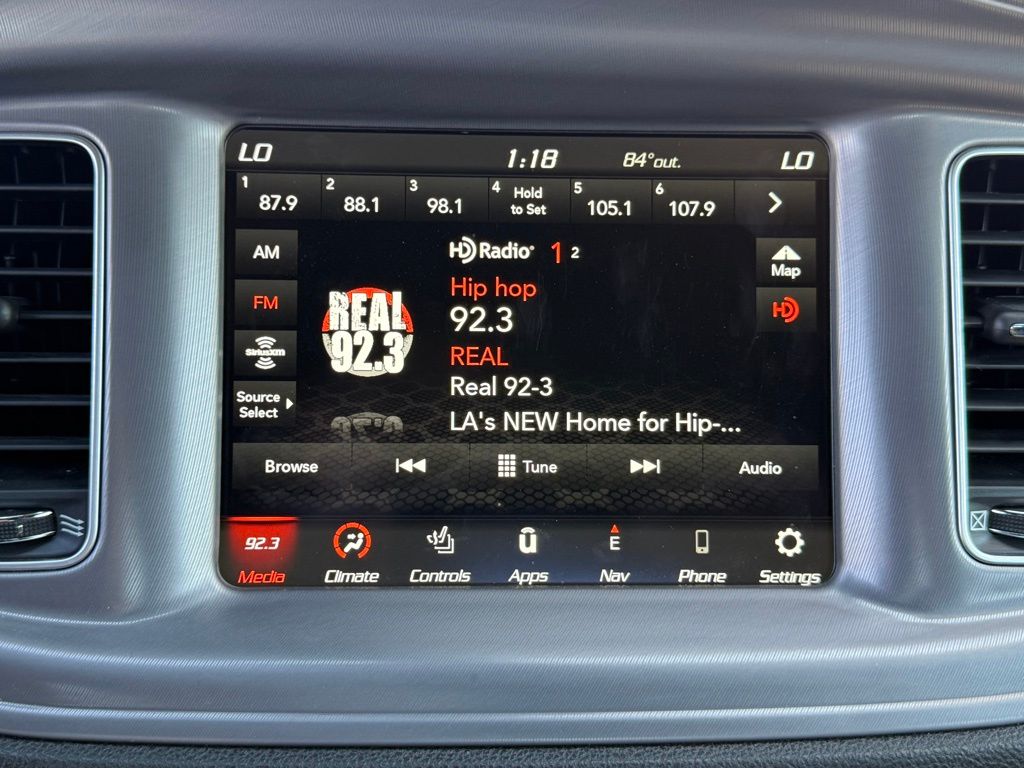 LO 1:18 84°out. LO
1 87.9 2 88.1 3 98.1 4 Hold to Set 5 105.1 6 107.9
AM
HD Radio 1 2
Map
Hip hop
FM
REAL 92.3
92.3
HD
REAL
SiriusXM
Real 92-3
Source Select
LA's NEW Home for Hip-...
Browse Tune Audio
92.3 E
Media Climate Controls Apps Nav Phone Settings